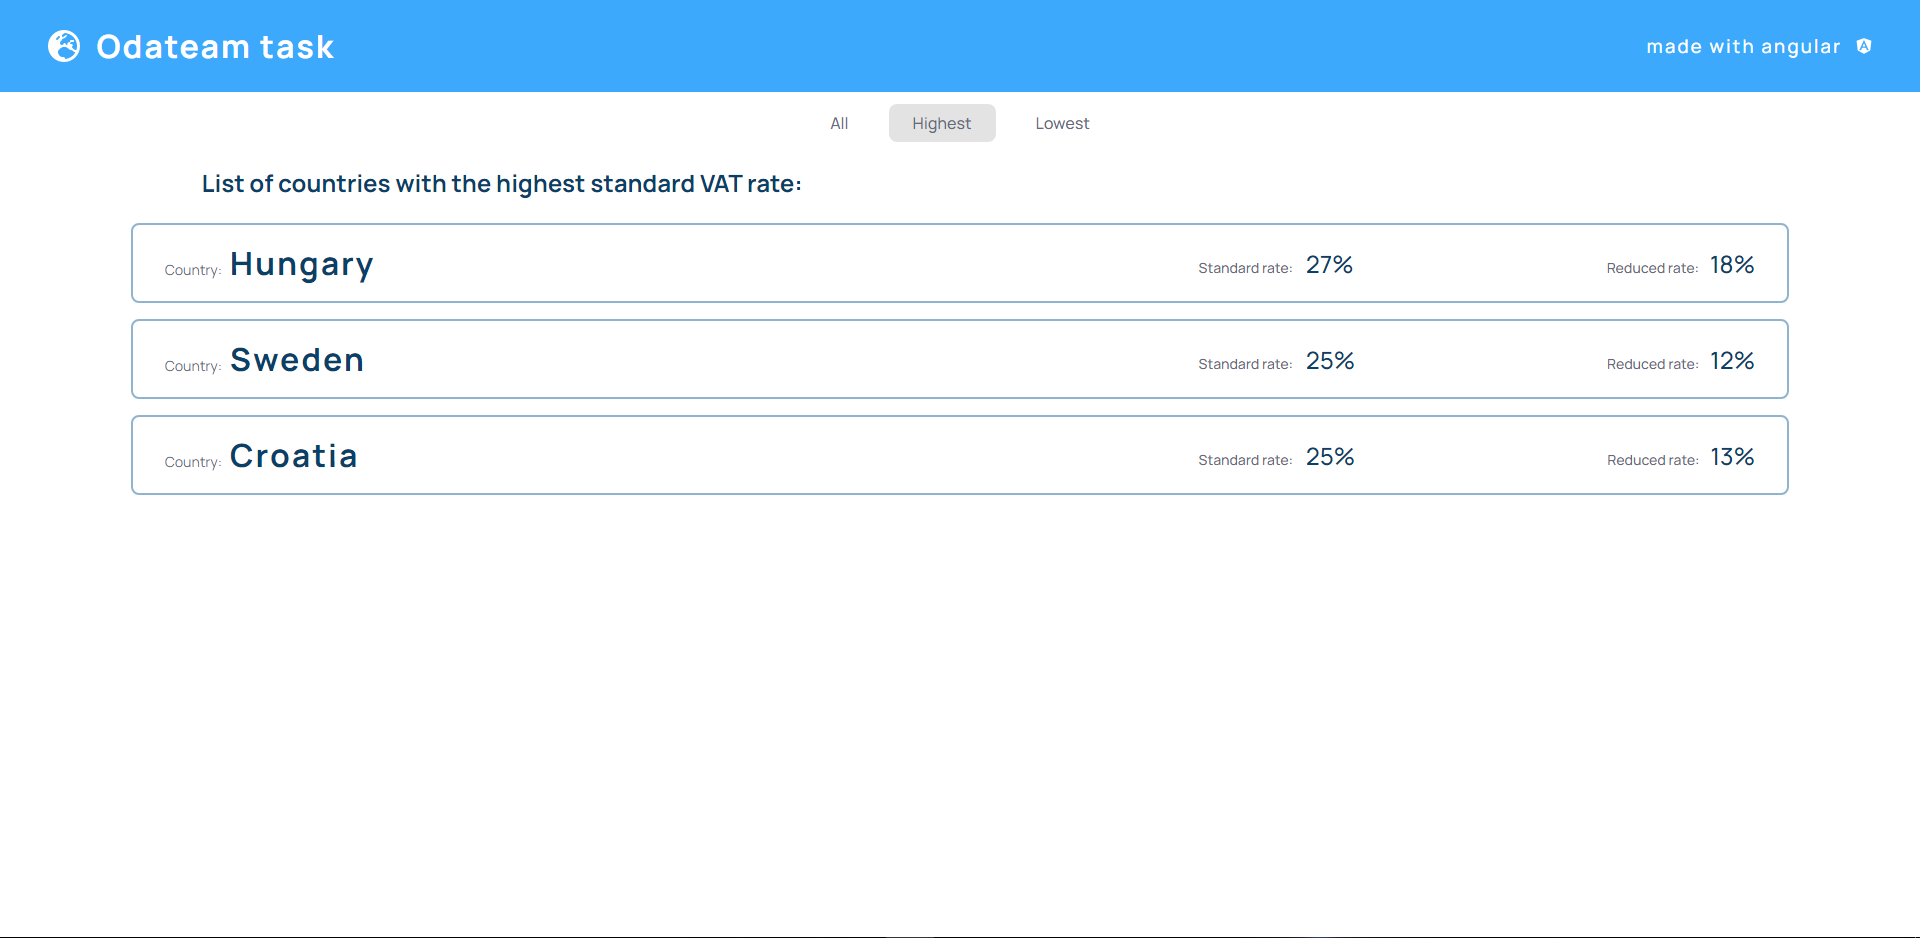 Odateam task
made with angular
All Highest Lowest
List of countries with the highest standard VAT rate:
Country: Hungary Standard rate: 27% Reduced rate: 18%
Country: Sweden Standard rate: 25% Reduced rate: 12%
Country: Croatia Standard rate: 25% Reduced rate: 13%